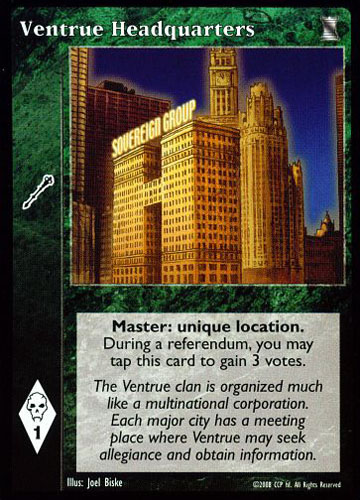 Ventrue Headquarters
SOVEREIGN GROUP
Master: unique location.
During a referendum, you may
tap this card to gain 3 votes.
The Ventrue clan is organized much
like a multinational corporation.
Each major city has a meeting
place where Ventrue may seek
allegiance and obtain information.
1
Illus: Joel Biske
©2008 CCP hf. All Rights Reserved